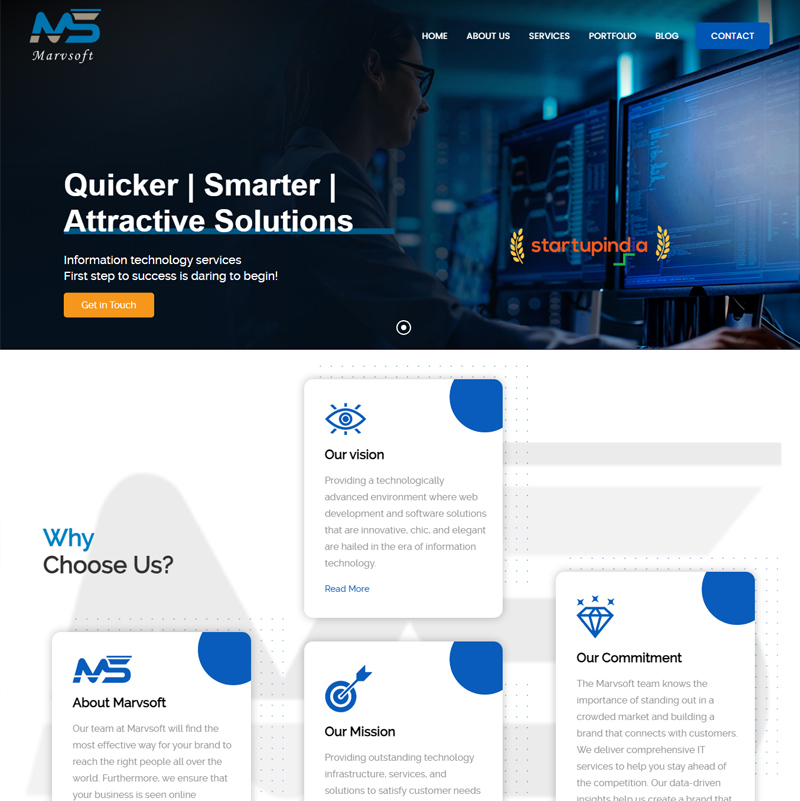 MS
Marvsoft
HOME ABOUT US SERVICES PORTFOLIO BLOG CONTACT
Quicker | Smarter |
Attractive Solutions
startupindia
Information technology services
First step to success is daring to begin!
Get in Touch
Our vision
Providing a technologically
advanced environment where web
development and software solutions
that are innovative, chic, and elegant
are hailed in the era of information
technology.
Read More
Why
Choose Us?
MS
About Marvsoft
Our team at Marvsoft will find the
most effective way for your brand to
reach the right people all over the
world. Furthermore, we ensure that
your business is seen online
Our Mission
Providing outstanding technology
infrastructure, services, and
solutions to satisfy customer needs
Our Commitment
The Marvsoft team knows the
importance of standing out in a
crowded market and building a
brand that connects with customers.
We deliver comprehensive IT
services to help you stay ahead of
the competition. Our data-driven
insights help us create a brand that